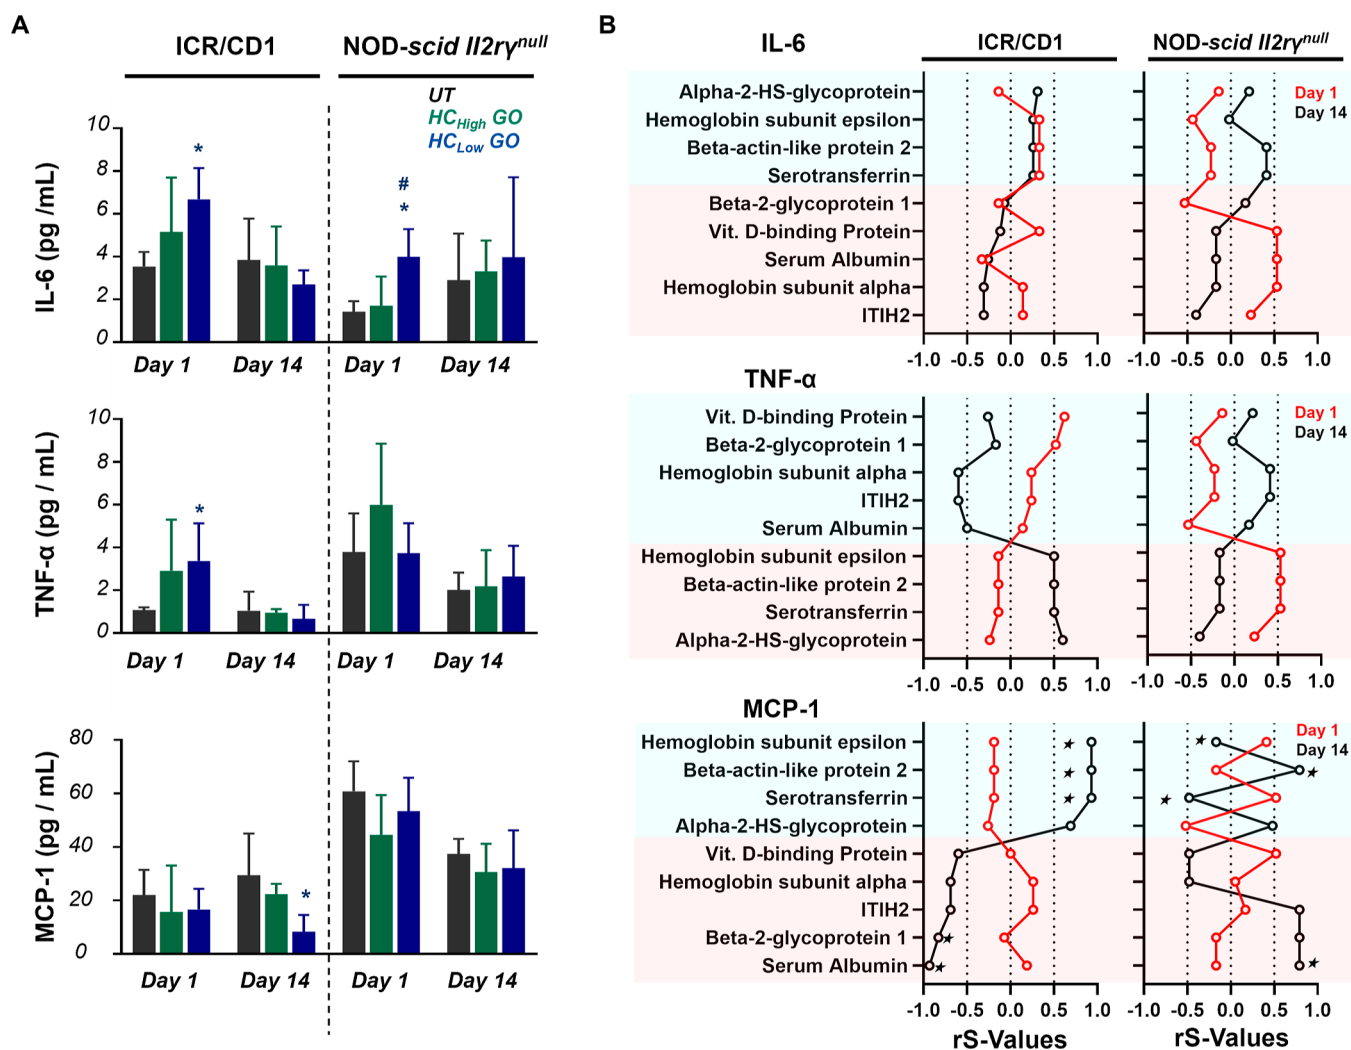 A
ICR/CD1
NOD-scid Il2rγnull
UT
HCHigh GO
HCLow GO
IL-6 (pg /mL)
10
8
6
4
2
0
*
#
*
Day 1
Day 14
Day 1
Day 14
TNF-α (pg / mL)
10
8
6
4
2
0
*
Day 1
Day 14
Day 1
Day 14
MCP-1 (pg / mL)
80
60
40
20
0
*
Day 1
Day 14
Day 1
Day 14
B
IL-6
ICR/CD1
NOD-scid Il2rγnull
Alpha-2-HS-glycoprotein
Hemoglobin subunit epsilon
Beta-actin-like protein 2
Serotransferrin
Beta-2-glycoprotein 1
Vit. D-binding Protein
Serum Albumin
Hemoglobin subunit alpha
ITIH2
Day 1
Day 14
-1.0 -0.5 0.0 0.5 1.0
-1.0 -0.5 0.0 0.5 1.0
TNF-α
Vit. D-binding Protein
Beta-2-glycoprotein 1
Hemoglobin subunit alpha
ITIH2
Serum Albumin
Hemoglobin subunit epsilon
Beta-actin-like protein 2
Serotransferrin
Alpha-2-HS-glycoprotein
Day 1
Day 14
-1.0 -0.5 0.0 0.5 1.0
-1.0 -0.5 0.0 0.5 1.0
MCP-1
Hemoglobin subunit epsilon
Beta-actin-like protein 2
Serotransferrin
Alpha-2-HS-glycoprotein
Vit. D-binding Protein
Hemoglobin subunit alpha
ITIH2
Beta-2-glycoprotein 1
Serum Albumin
Day 1
Day 14
-1.0 -0.5 0.0 0.5 1.0
-1.0 -0.5 0.0 0.5 1.0
rS-Values
rS-Values